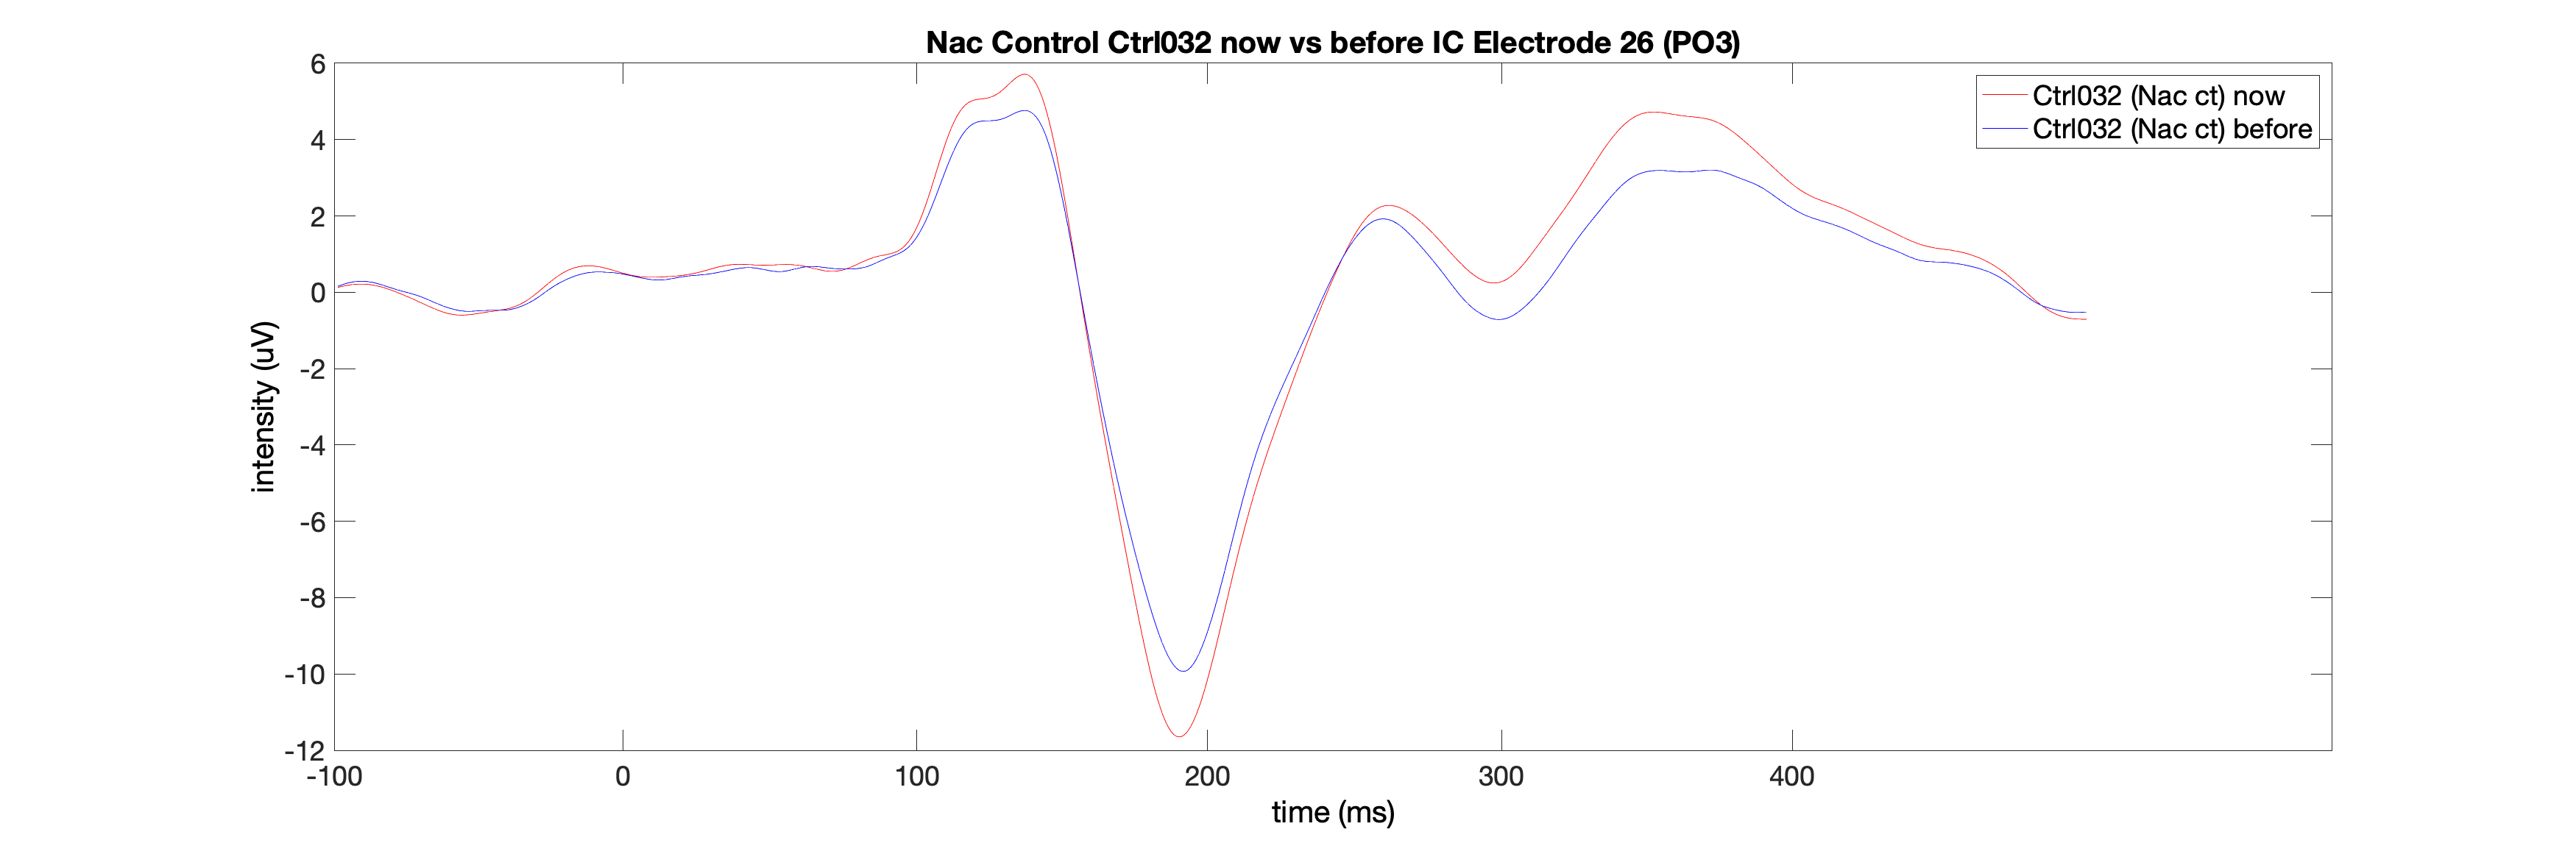 Nac Control Ctrl032 now vs before IC Electrode 26 (PO3)
6
4
2
0
-2
-4
-6
-8
-10
-12
intensity (uV)
Ctrl032 (Nac ct) now
Ctrl032 (Nac ct) before
-100 0 100 200 300 400
time (ms)